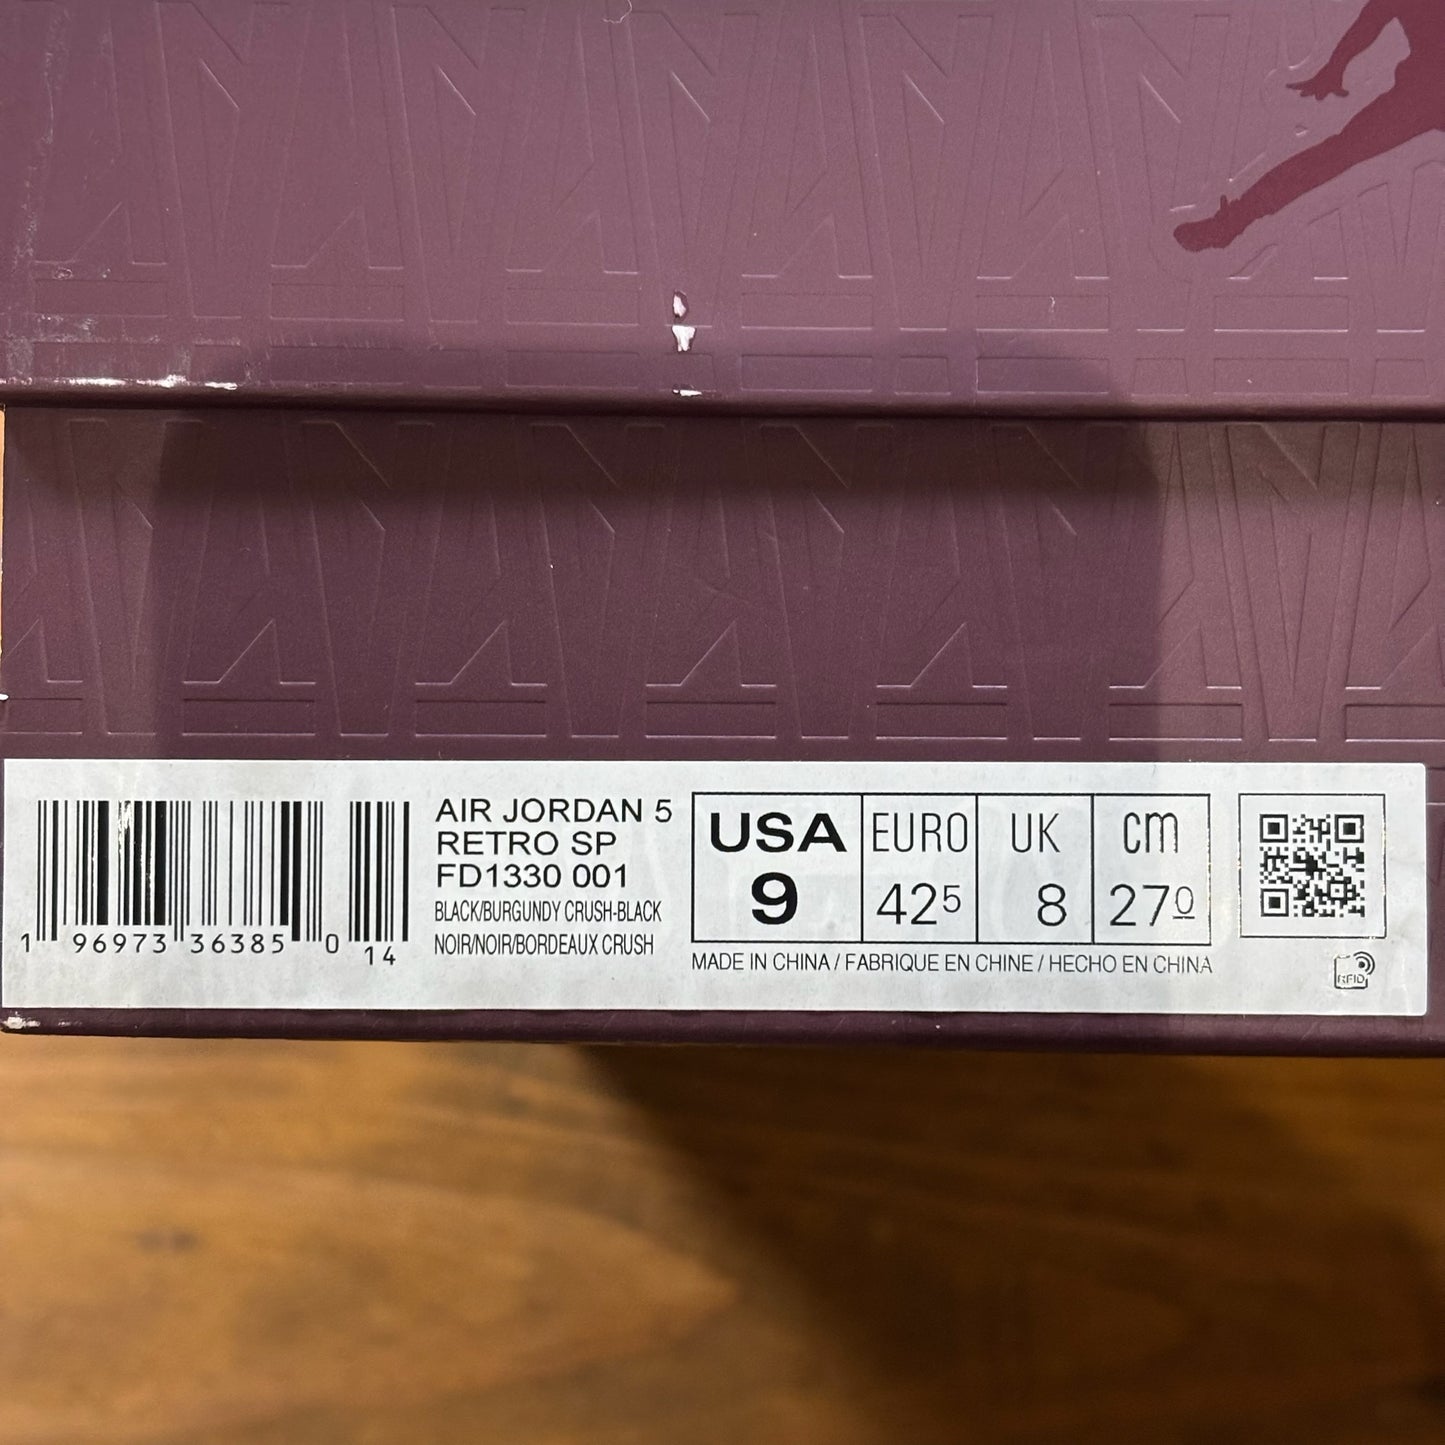 AIR JORDAN 5
RETRO SP
FD1330 001
BLACK/BURGUNDY CRUSH-BLACK
NOIR/NOIR/BORDEAUX CRUSH
1 96973 36385 0 14
USA EURO UK cm
9 42 5 8 27 0
MADE IN CHINA / FABRIQUE EN CHINE / HECHO EN CHINA
RFID